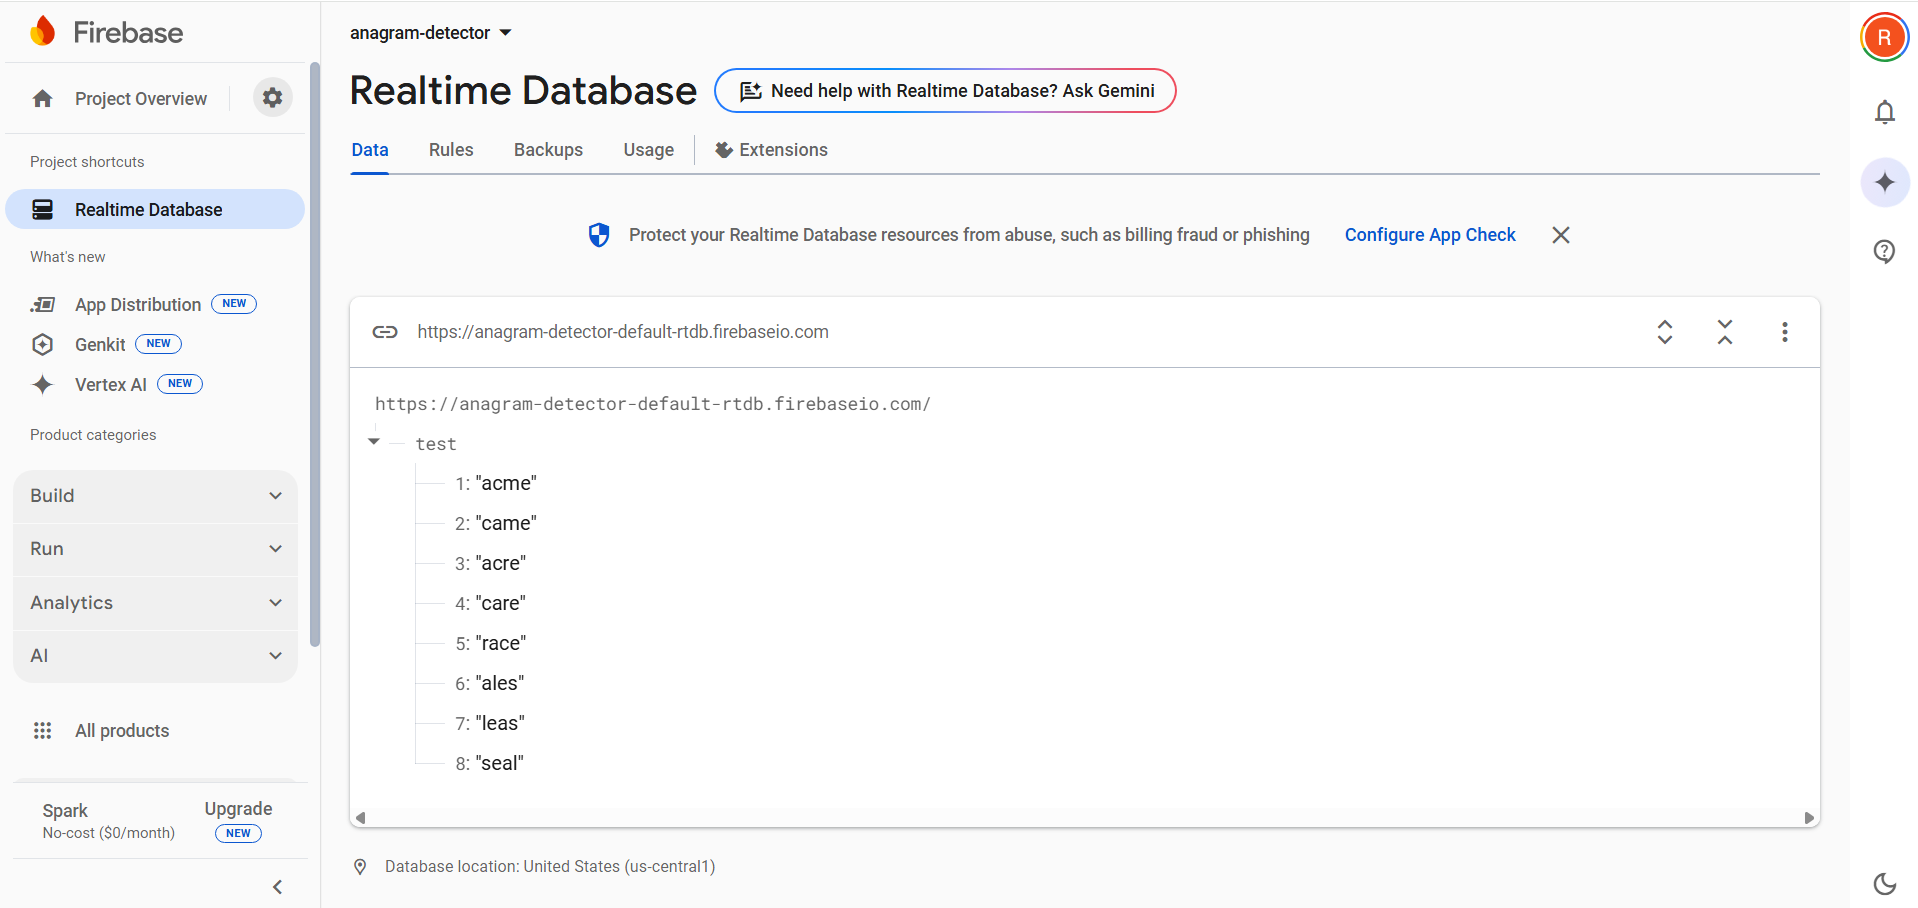 Firebase
Project Overview
Project shortcuts
Realtime Database
What's new
App Distribution NEW
Genkit NEW
Vertex AI NEW
Product categories
Build
Run
Analytics
AI
All products
Spark
No-cost ($0/month)
Upgrade
NEW
anagram-detector
Realtime Database
Need help with Realtime Database? Ask Gemini
Data Rules Backups Usage Extensions
Protect your Realtime Database resources from abuse, such as billing fraud or phishing Configure App Check
https://anagram-detector-default-rtdb.firebaseio.com
https://anagram-detector-default-rtdb.firebaseio.com/
test
1: "acme"
2: "came"
3: "acre"
4: "care"
5: "race"
6: "ales"
7: "leas"
8: "seal"
Database location: United States (us-central1)
R